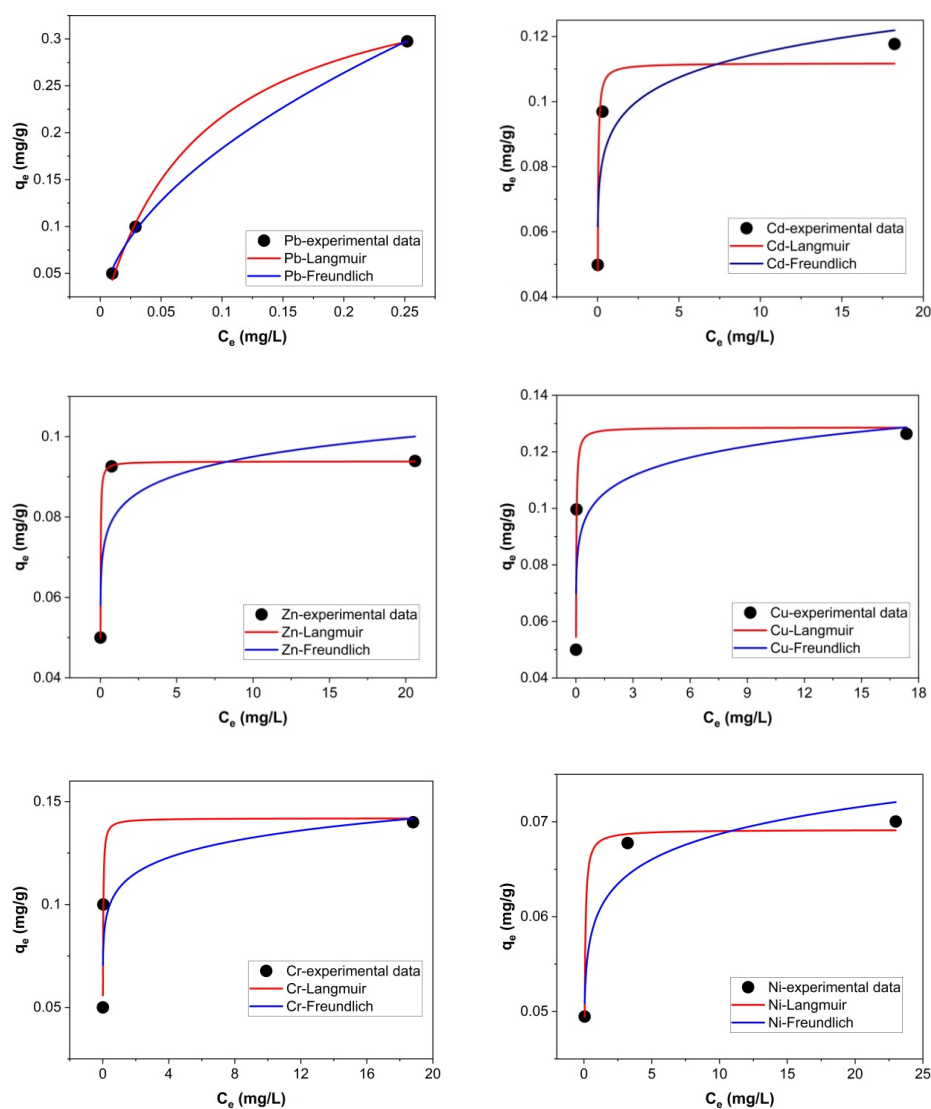 0.3
0.25
0.2
0.15
0.1
0.05
qe (mg/g)
Pb-experimental data
Pb-Langmuir
Pb-Freundlich
0
0.05
0.1
0.15
0.2
0.25
Ce (mg/L)
0.12
0.1
0.08
0.06
0.04
qe (mg/g)
Cd-experimental data
Cd-Langmuir
Cd-Freundlich
0
5
10
15
20
Ce (mg/L)
0.1
0.08
0.06
0.04
qe (mg/g)
Zn-experimental data
Zn-Langmuir
Zn-Freundlich
0
5
10
15
20
Ce (mg/L)
0.14
0.12
0.1
0.08
0.06
0.04
qe (mg/g)
Cu-experimental data
Cu-Langmuir
Cu-Freundlich
0
3
6
9
12
15
18
Ce (mg/L)
0.15
0.1
0.05
qe (mg/g)
Cr-experimental data
Cr-Langmuir
Cr-Freundlich
0
4
8
12
16
20
Ce (mg/L)
0.07
0.06
0.05
qe (mg/g)
Ni-experimental data
Ni-Langmuir
Ni-Freundlich
0
5
10
15
20
25
Ce (mg/L)